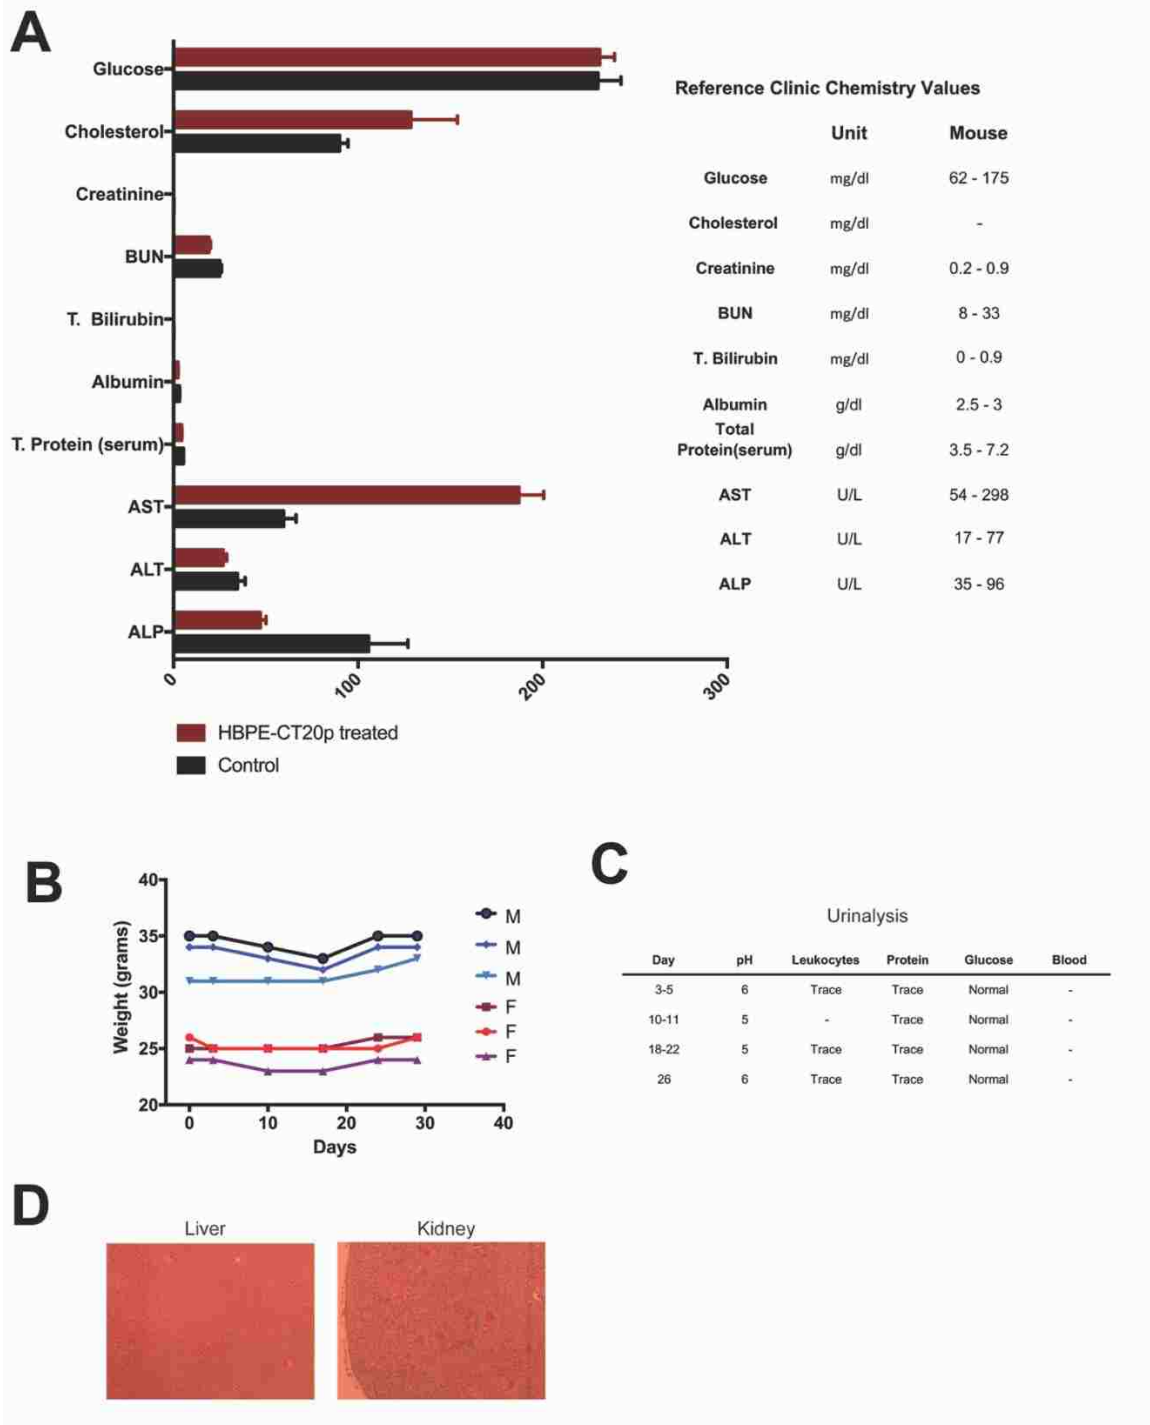 A
Glucose
Cholesterol
Creatinine
BUN
T. Bilirubin
Albumin
T. Protein (serum)
AST
ALT
ALP
0 100 200 300
HBPE-CT20p treated
Control
Reference Clinic Chemistry Values
Unit Mouse
Glucose mg/dl 62 - 175
Cholesterol mg/dl -
Creatinine mg/dl 0.2 - 0.9
BUN mg/dl 8 - 33
T. Bilirubin mg/dl 0 - 0.9
Albumin g/dl 2.5 - 3
Total
Protein(serum) g/dl 3.5 - 7.2
AST U/L 54 - 298
ALT U/L 17 - 77
ALP U/L 35 - 96
B
Weight (grams)
40
35
30
25
20
0 10 20 30 40
Days
M
M
M
F
F
F
C
Urinalysis
Day pH Leukocytes Protein Glucose Blood
3-5 6 Trace Trace Normal -
10-11 5 - Trace Normal -
18-22 5 Trace Trace Normal -
26 6 Trace Trace Normal -
D
Liver
Kidney